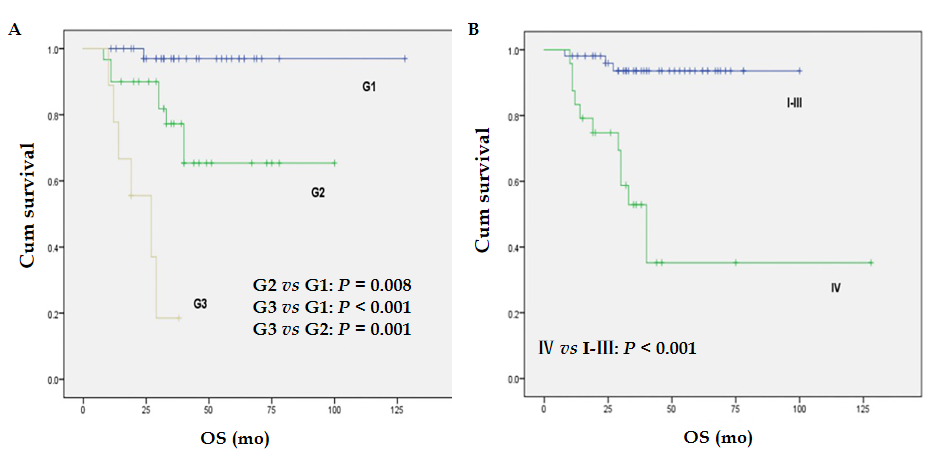 A
Cum survival
1.0
0.8
0.6
0.4
0.2
0.0
G1
G2
G3
G2 vs G1: P = 0.008
G3 vs G1: P < 0.001
G3 vs G2: P = 0.001
0 25 50 75 100 125
OS (mo)
B
Cum survival
1.0
0.8
0.6
0.4
0.2
0.0
I-III
IV
IV vs I-III: P < 0.001
0 25 50 75 100 125
OS (mo)